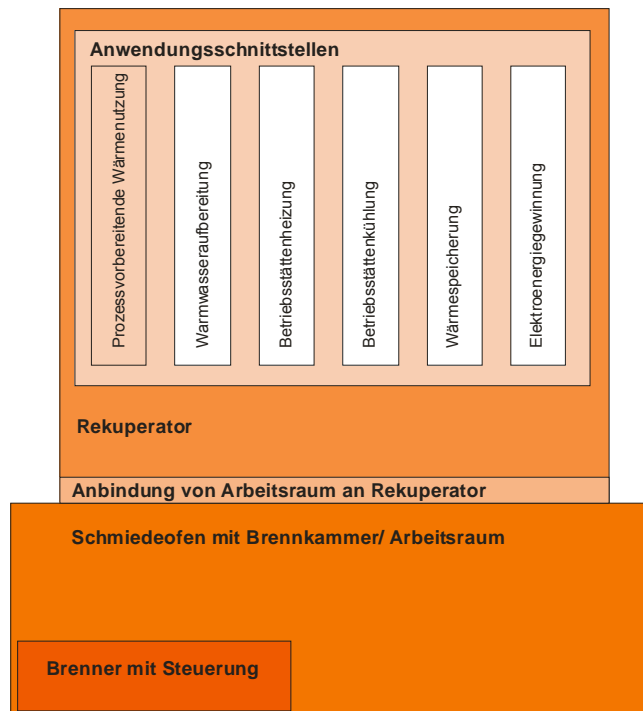 Anwendungsschnittstellen
Prozessvorbereitende Wärmenutzung
Warmwasseraufbereitung
Betriebsstättenheizung
Betriebsstättenkühlung
Wärmespeicherung
Elektroenergiegewinnung
Rekuperator
Anbindung von Arbeitsraum an Rekuperator
Schmiedeofen mit Brennkammer/ Arbeitsraum
Brenner mit Steuerung